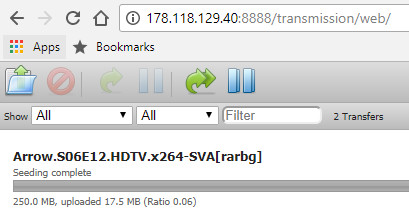 178.118.129.40:8888/transmission/web/
Apps Bookmarks
Show All All Filter 2 Transfers
Arrow.S06E12.HDTV.x264-SVA[rarbg]
Seeding complete
250.0 MB, uploaded 17.5 MB (Ratio 0.06)